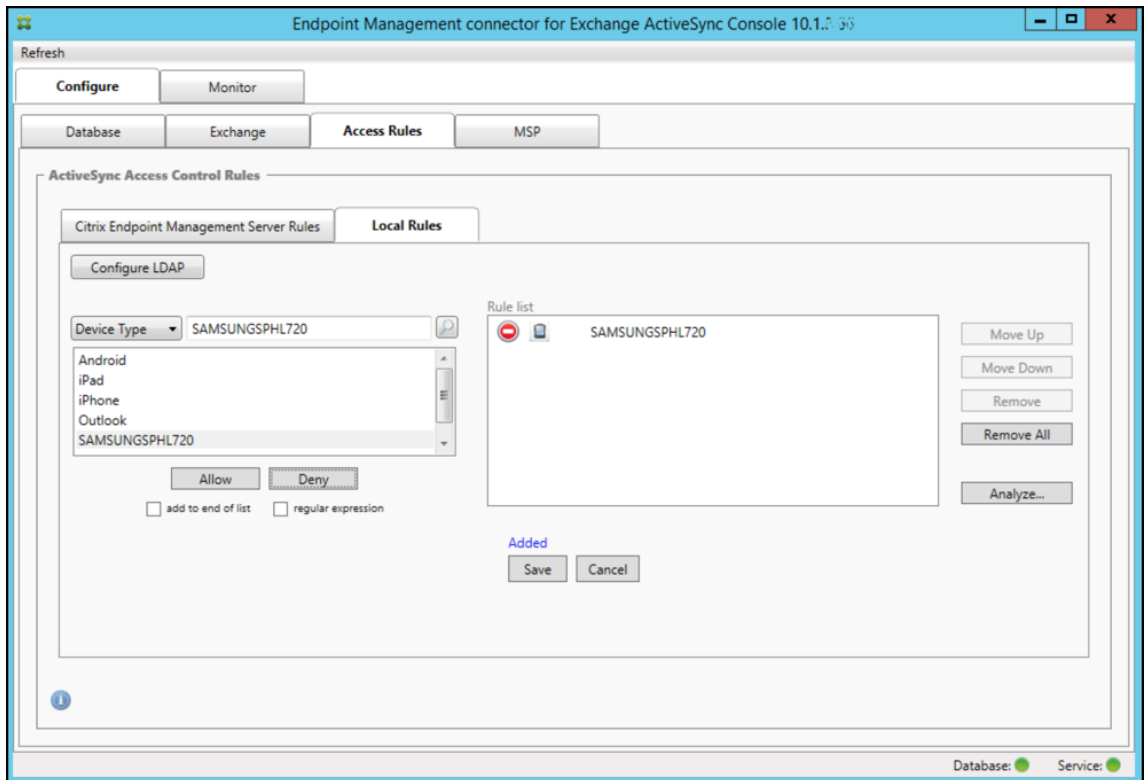 Endpoint Management connector for Exchange ActiveSync Console
Refresh
Configure Monitor
Database Exchange Access Rules MSP
ActiveSync Access Control Rules
Citrix Endpoint Management Server Rules Local Rules
Configure LDAP
Rule list
Device Type SAMSUNGSPHL720 SAMSUNGSPHL720 Move Up
Android
iPad Move Down
iPhone Remove
Outlook
SAMSUNGSPHL720 Remove All
Allow Deny
Analyze...
add to end of list regular expression
Added
Save Cancel
Database: Service: